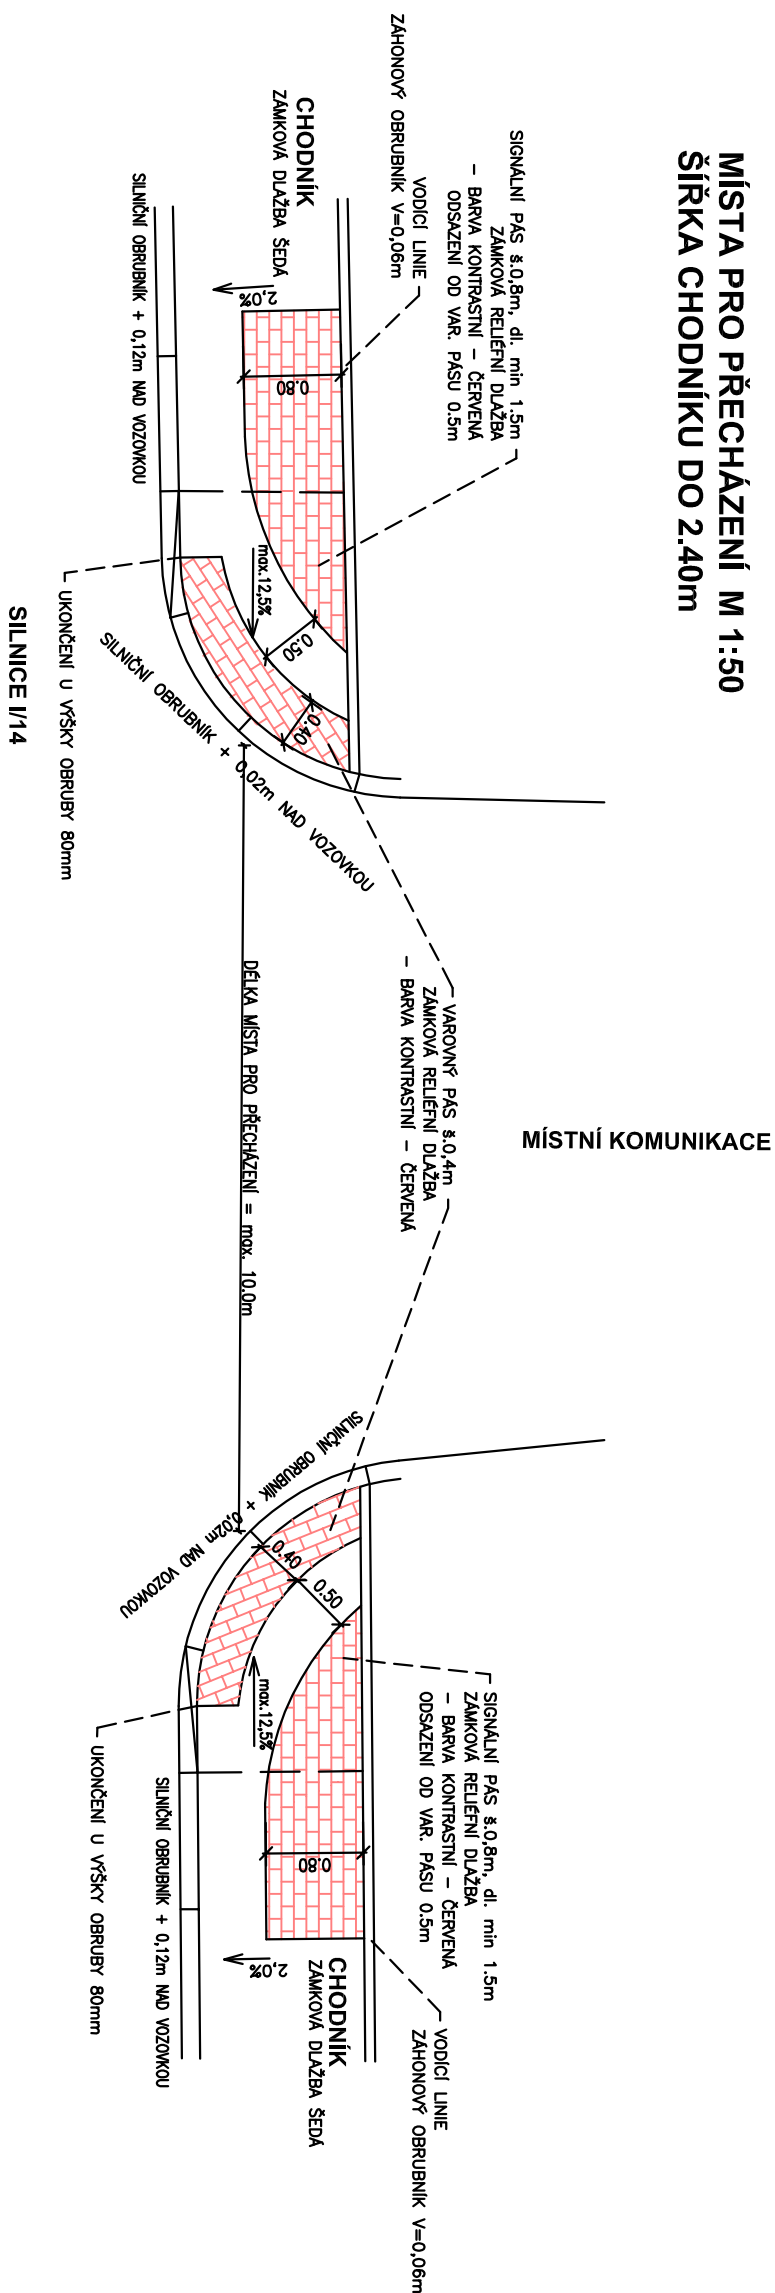 MÍSTA PRO PŘECHÁZENÍ M 1:50
ŠÍŘKA CHODNÍKU DO 2.40m
SIGNÁLNÍ PÁS š.0,8m, dl. min 1.5m
ZÁMKOVÁ RELIÉFNÍ DLAŽBA
- BARVA KONTRASTNÍ - ČERVENÁ
ODSAZENÍ OD VAR. PÁSU 0.5m
VODÍCÍ LINIE
ZÁHONOVÝ OBRUBNÍK V=0,06m
CHODNÍK
ZÁMKOVÁ DLAŽBA ŠEDÁ
2,0%
0.80
SILNIČNÍ OBRUBNÍK + 0,12m NAD VOZOVKOU
max.12,5%
0.50
0.40
SILNIČNÍ OBRUBNÍK + 0,02m NAD VOZOVKOU
UKONČENÍ U VÝŠKY OBRUBY 80mm
SILNICE I/14
MÍSTNÍ KOMUNIKACE
VAROVNÝ PÁS š.0,4m
ZÁMKOVÁ RELIÉFNÍ DLAŽBA
- BARVA KONTRASTNÍ - ČERVENÁ
DÉLKA MÍSTA PRO PŘECHÁZENÍ = max. 10.0m
SILNIČNÍ OBRUBNÍK + 0,02m NAD VOZOVKOU
0.40
0.50
max.12,5%
SIGNÁLNÍ PÁS š.0,8m, dl. min 1.5m
ZÁMKOVÁ RELIÉFNÍ DLAŽBA
- BARVA KONTRASTNÍ - ČERVENÁ
ODSAZENÍ OD VAR. PÁSU 0.5m
0.80
UKONČENÍ U VÝŠKY OBRUBY 80mm
SILNIČNÍ OBRUBNÍK + 0,12m NAD VOZOVKOU
2,0%
CHODNÍK
ZÁMKOVÁ DLAŽBA ŠEDÁ
VODÍCÍ LINIE
ZÁHONOVÝ OBRUBNÍK V=0,06m